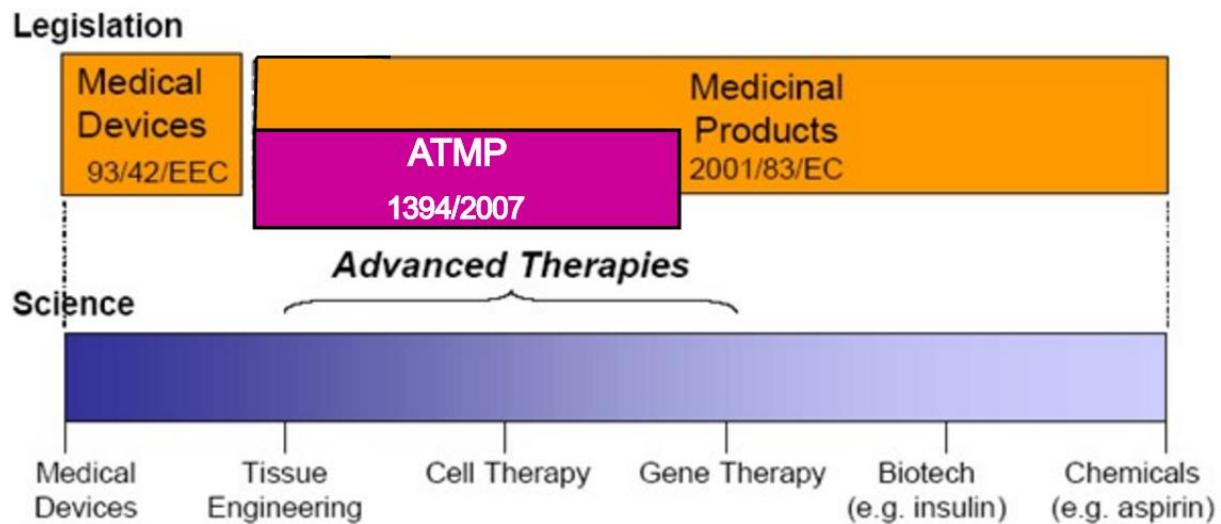 Legislation
Medical
Devices
93/42/EEC
Medicinal
Products
2001/83/EC
ATMP
1394/2007
Advanced Therapies
Science
Medical
Devices
Tissue
Engineering
Cell Therapy
Gene Therapy
Biotech
(e.g. insulin)
Chemicals
(e.g. aspirin)